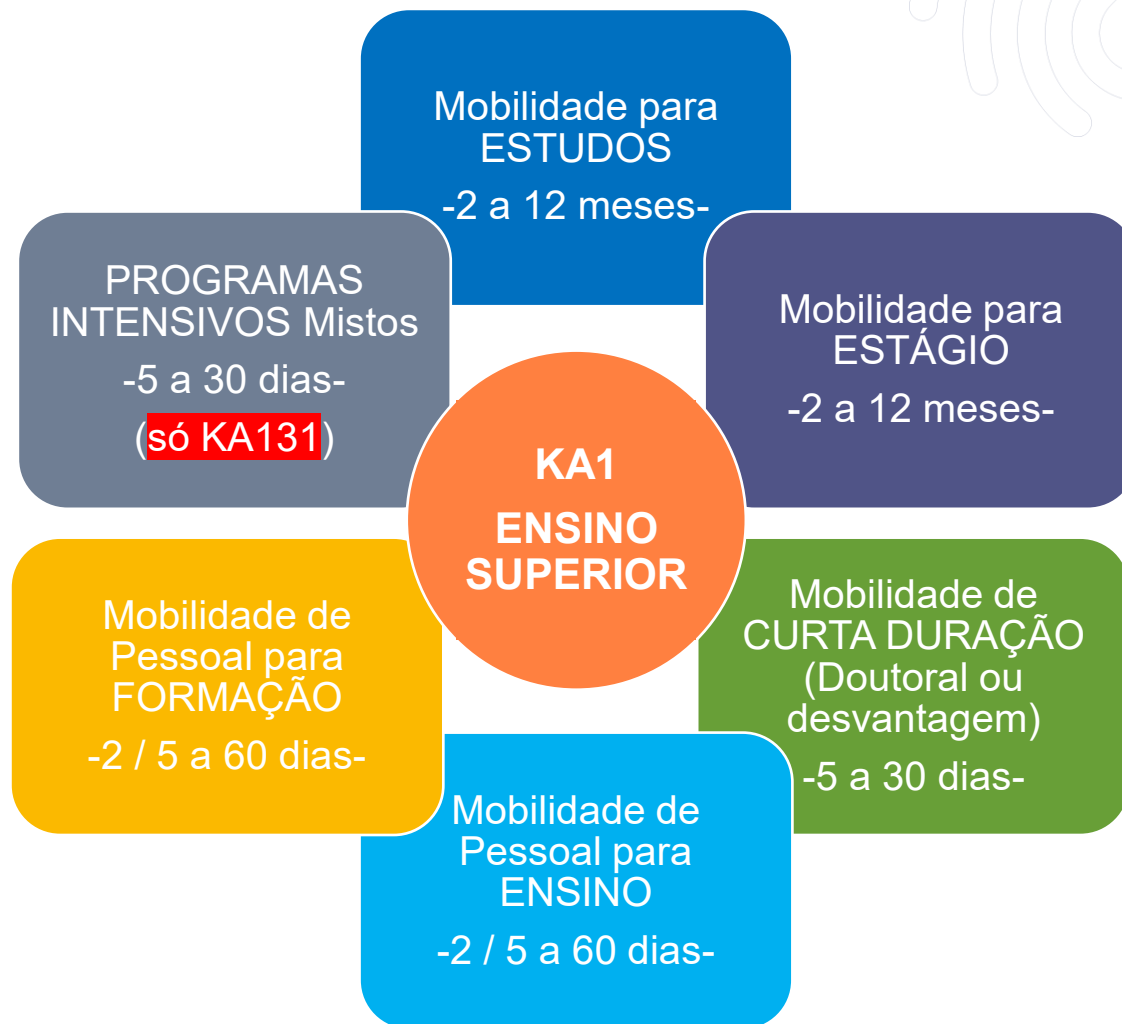 Mobilidade para
ESTUDOS
-2 a 12 meses-
PROGRAMAS
INTENSIVOS Mistos
-5 a 30 dias-
(só KA131)
Mobilidade para
ESTÁGIO
-2 a 12 meses-
KA1
ENSINO
SUPERIOR
Mobilidade de
Pessoal para
FORMAÇÃO
-2 / 5 a 60 dias-
Mobilidade de
CURTA DURAÇÃO
(Doutoral ou
desvantagem)
-5 a 30 dias-
Mobilidade de
Pessoal para
ENSINO
-2 / 5 a 60 dias-